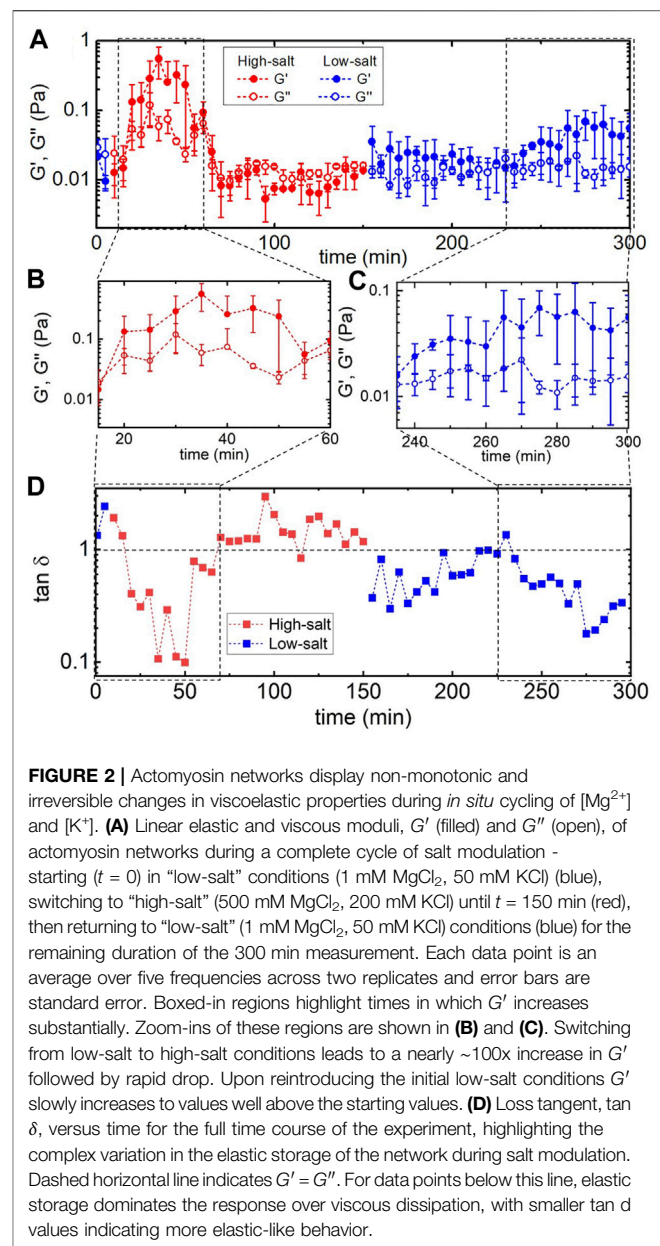 A
High-salt Low-salt
G' G'
G'' G''
G', G'' (Pa)
1
0.1
0.01
0 100 200 300
time (min)
B
G', G'' (Pa)
0.1
0.01
20 30 40 50 60
time (min)
C
G', G'' (Pa)
0.1
0.01
240 260 280 300
time (min)
D
tan δ
1
0.1
High-salt
Low-salt
0 50 100 150 200 250 300
time (min)
FIGURE 2 | Actomyosin networks display non-monotonic and
irreversible changes in viscoelastic properties during in situ cycling of [Mg²⁺]
and [K⁺]. (A) Linear elastic and viscous moduli, G′ (filled) and G″ (open), of
actomyosin networks during a complete cycle of salt modulation -
starting (t = 0) in “low-salt” conditions (1 mM MgCl₂, 50 mM KCl) (blue),
switching to “high-salt” (500 mM MgCl₂, 200 mM KCl) until t = 150 min (red),
then returning to “low-salt” (1 mM MgCl₂, 50 mM KCl) conditions (blue) for the
remaining duration of the 300 min measurement. Each data point is an
average over five frequencies across two replicates and error bars are
standard error. Boxed-in regions highlight times in which G′ increases
substantially. Zoom-ins of these regions are shown in (B) and (C). Switching
from low-salt to high-salt conditions leads to a nearly ~100x increase in G′
followed by rapid drop. Upon reintroducing the initial low-salt conditions G′
slowly increases to values well above the starting values. (D) Loss tangent, tan
δ, versus time for the full time course of the experiment, highlighting the
complex variation in the elastic storage of the network during salt modulation.
Dashed horizontal line indicates G′ = G″. For data points below this line, elastic
storage dominates the response over viscous dissipation, with smaller tan d
values indicating more elastic-like behavior.